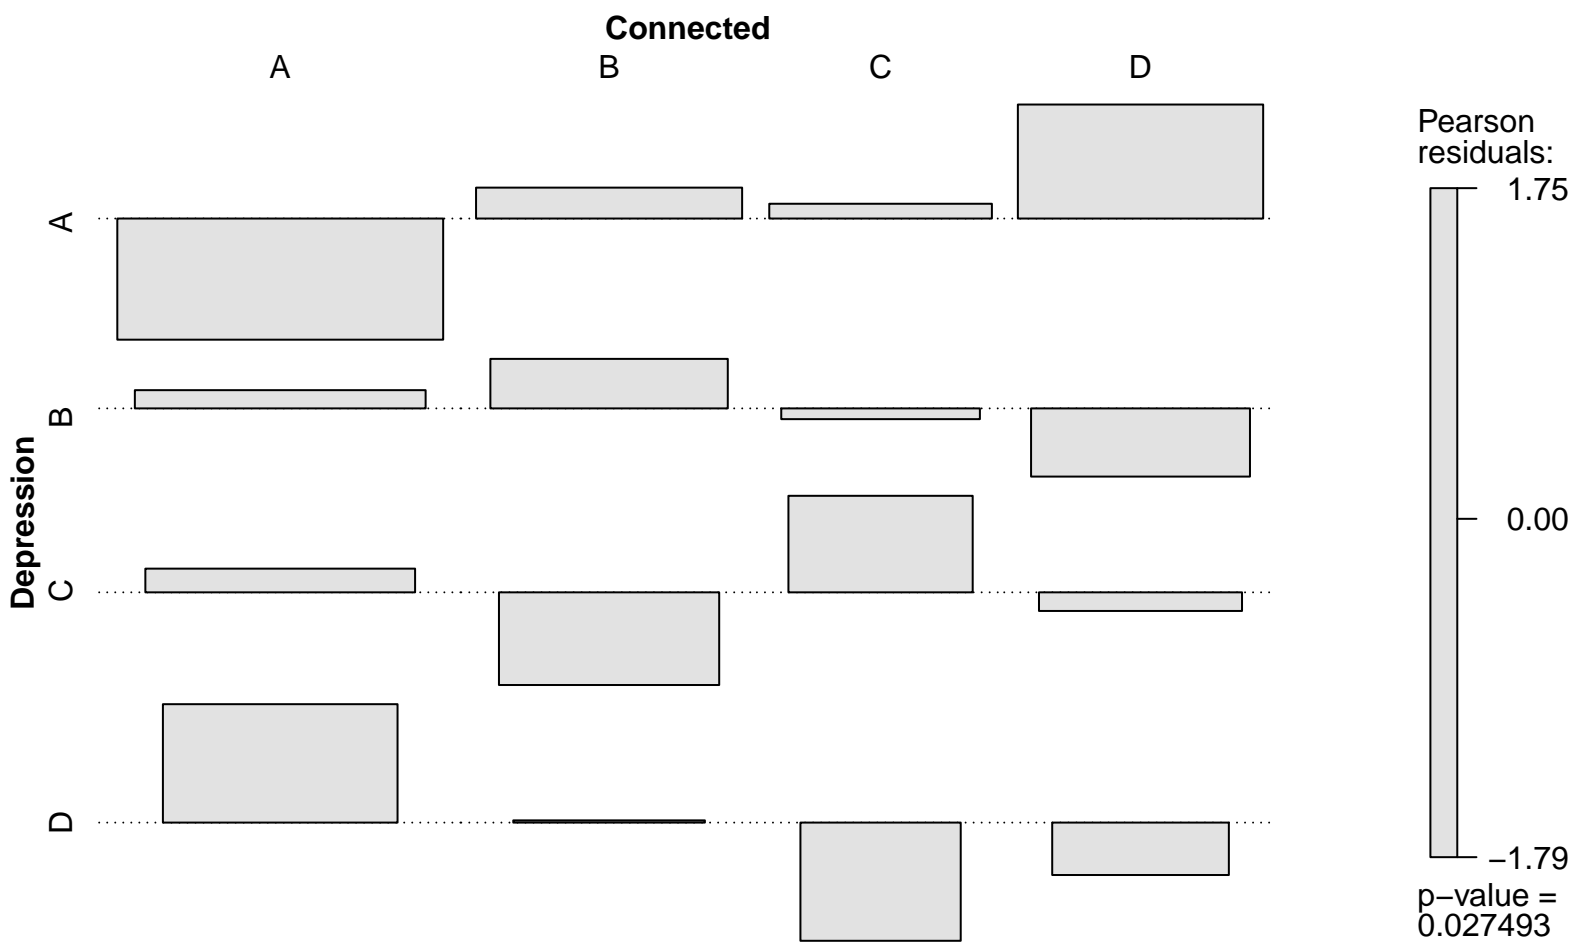 Connected
A B C D
Pearson
residuals:
1.75
0.00
−1.79
p−value =
0.027493
Depression
A
B
C
D